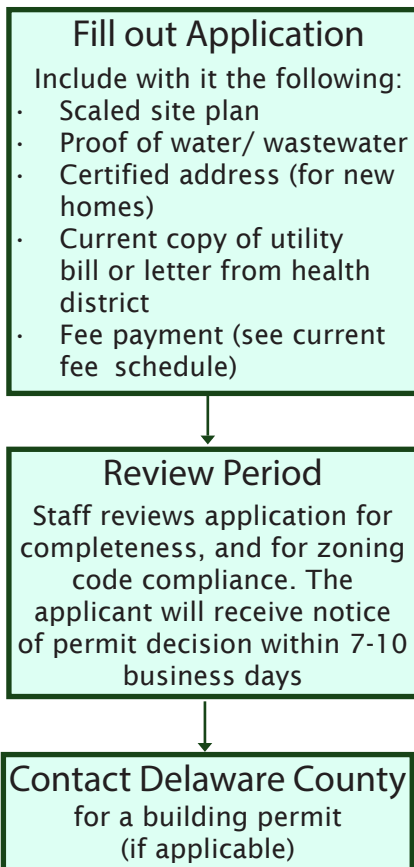 Fill out Application
Include with it the following:
· Scaled site plan
· Proof of water/ wastewater
· Certified address (for new
homes)
· Current copy of utility
bill or letter from health
district
· Fee payment (see current
fee schedule)
Review Period
Staff reviews application for
completeness, and for zoning
code compliance. The
applicant will receive notice
of permit decision within 7-10
business days
Contact Delaware County
for a building permit
(if applicable)